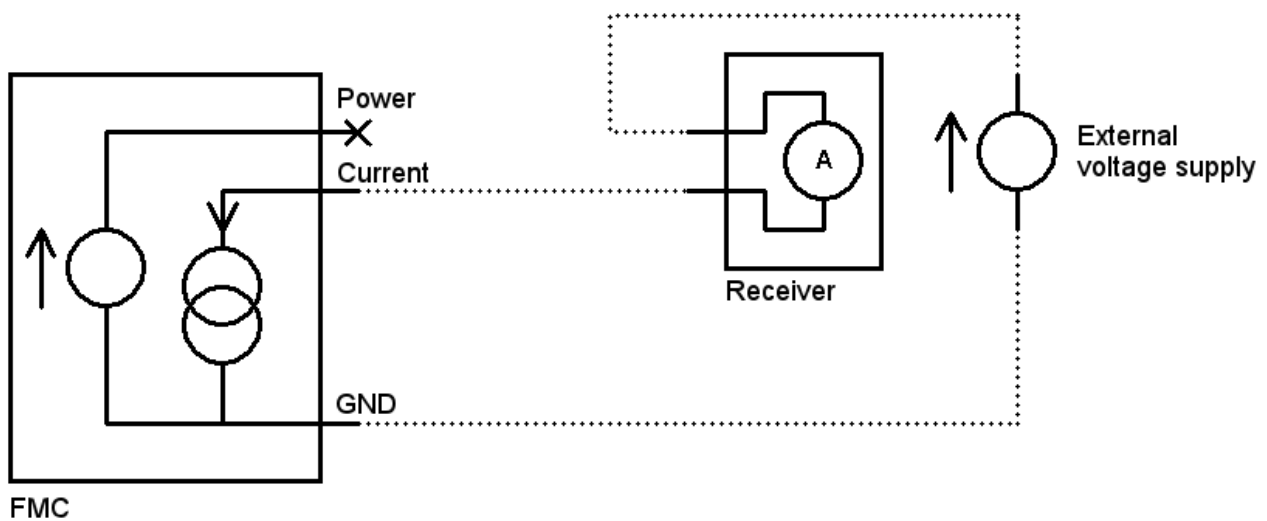 Power
Current
GND
FMC
A
Receiver
External
voltage supply